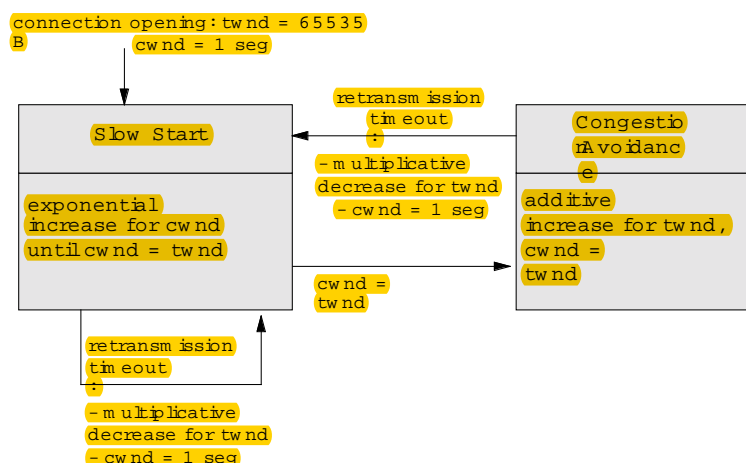 connection opening: twnd = 65535
B
cwnd = 1 seg
Slow Start
exponential
increase for cwnd
until cwnd = twnd
retransmission
timeout
:
- multiplicative
decrease for twnd
- cwnd = 1 seg
Congestio
nAvoidanc
e
additive
increase for twnd,
cwnd =
twnd
cwnd =
twnd
retransmission
timeout
:
- multiplicative
decrease for twnd
- cwnd = 1 seg